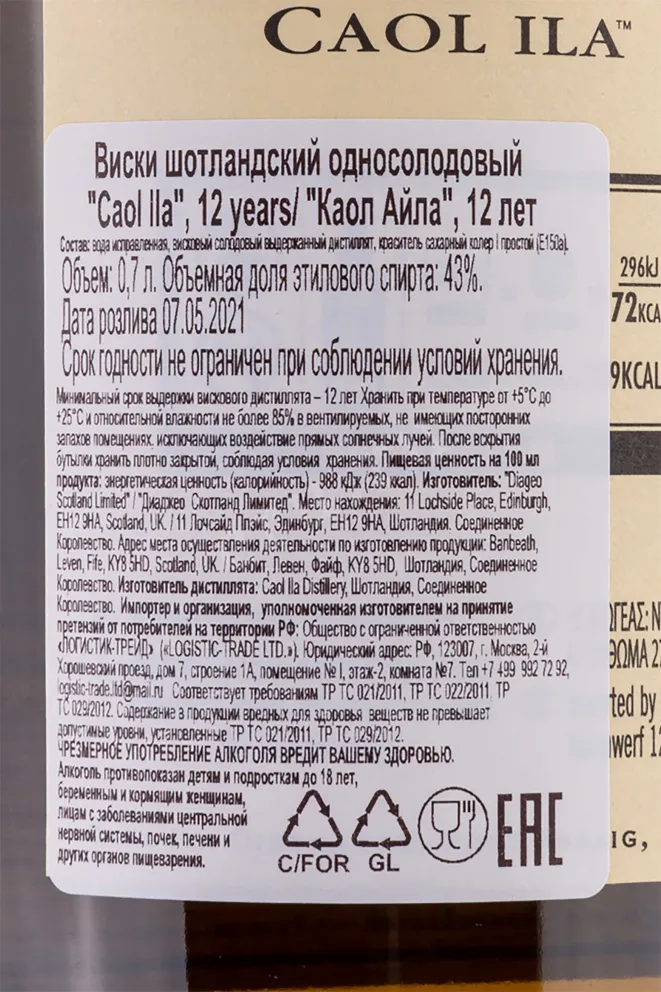 CAOL ILA™
Виски шотландский односолодовый
"Caol Ila", 12 years/ "Каол Айла", 12 лет
Состав: вода исправленная, висковый солодовый выдержанный дистиллят, краситель сахарный колер I простой (E150a).
Объем: 0,7 л. Объемная доля этилового спирта: 43%.
Дата розлива 07.05.2021
Срок годности не ограничен при соблюдении условий хранения.
Минимальный срок выдержки вискового дистиллята – 12 лет Хранить при температуре от +5°С до
+25°С и относительной влажности не более 85% в вентилируемых, не имеющих посторонних
запахов помещениях, исключающих воздействие прямых солнечных лучей. После вскрытия
бутылки хранить плотно закрытой, соблюдая условия хранения. Пищевая ценность на 100 мл
продукта: энергетическая ценность (калорийность) - 988 кДж (239 ккал). Изготовитель: "Diageo
Scotland Limited" / "Диаджео Скотланд Лимитед". Место нахождения: 11 Lochside Place, Edinburgh,
EH12 9HA, Scotland, UK. / 11 Лочсайд Плэйс, Эдинбург, EH12 9HA, Шотландия. Соединенное
Королевство. Адрес места осуществления деятельности по изготовлению продукции: Banbeath,
Leven, Fife, KY8 5HD, Scotland, UK. / Банбит, Левен, Файф, KY8 5HD, Шотландия, Соединенное
Королевство. Изготовитель дистиллята: Caol Ila Distillery, Шотландия, Соединенное
Королевство. Импортер и организация, уполномоченная изготовителем на принятие
претензий от потребителей на территории РФ: Общество с ограниченной ответственностью
«ЛОГИСТИК-ТРЕЙД» («LOGISTIC-TRADE LTD.»), Юридический адрес: РФ, 123007, г. Москва, 2-й
Хорошевский проезд, дом 7, строение 1А, помещение № I, этаж-2, комната №7. Тел +7 499 992 72 92,
logistic-trade.ltd@mail.ru Соответствует требованиям ТР ТС 021/2011, ТР ТС 022/2011, ТР
ТС 029/2012. Содержание в продукции вредных для здоровья веществ не превышает
допустимые уровни, установленные ТР ТС 021/2011, ТР ТС 029/2012.
ЧРЕЗМЕРНОЕ УПОТРЕБЛЕНИЕ АЛКОГОЛЯ ВРЕДИТ ВАШЕМУ ЗДОРОВЬЮ.
Алкоголь противопоказан детям и подросткам до 18 лет,
беременным и кормящим женщинам,
лицам с заболеваниями центральной
нервной системы, почек, печени и
других органов пищеварения.
C/FOR GL
EAC
296kJ
72KCA
9KCAL
ΟΓΕΑΣ: Ν
ΘΩΜΑ 2
ted by
werf 12
IG,